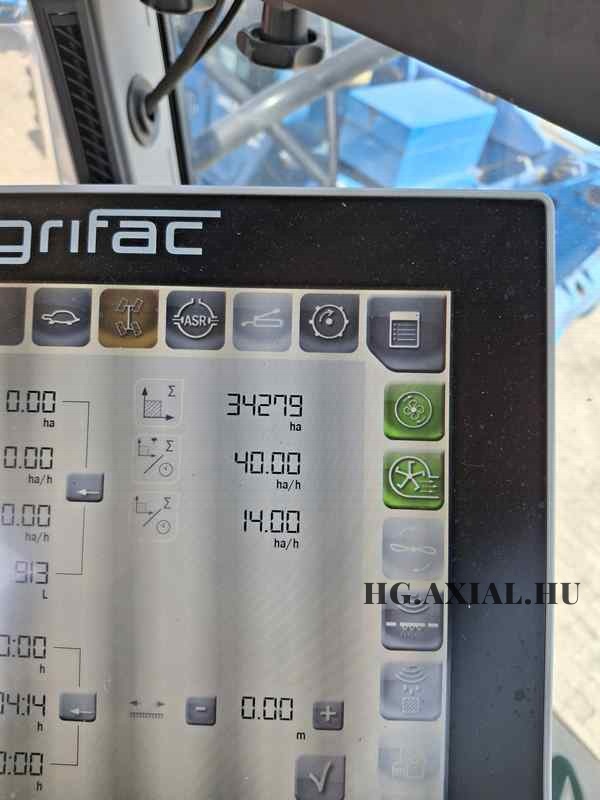 grifac
ASR
0.00 Σ 34279
ha ha
0.00 Σ 40.00
ha/h ha/h
0.00 Σ 14.00
ha/h ha/h
913
L
HG.AXIAL.HU
0:00
h
04:14 - 0.00 +
h m
0:00
h